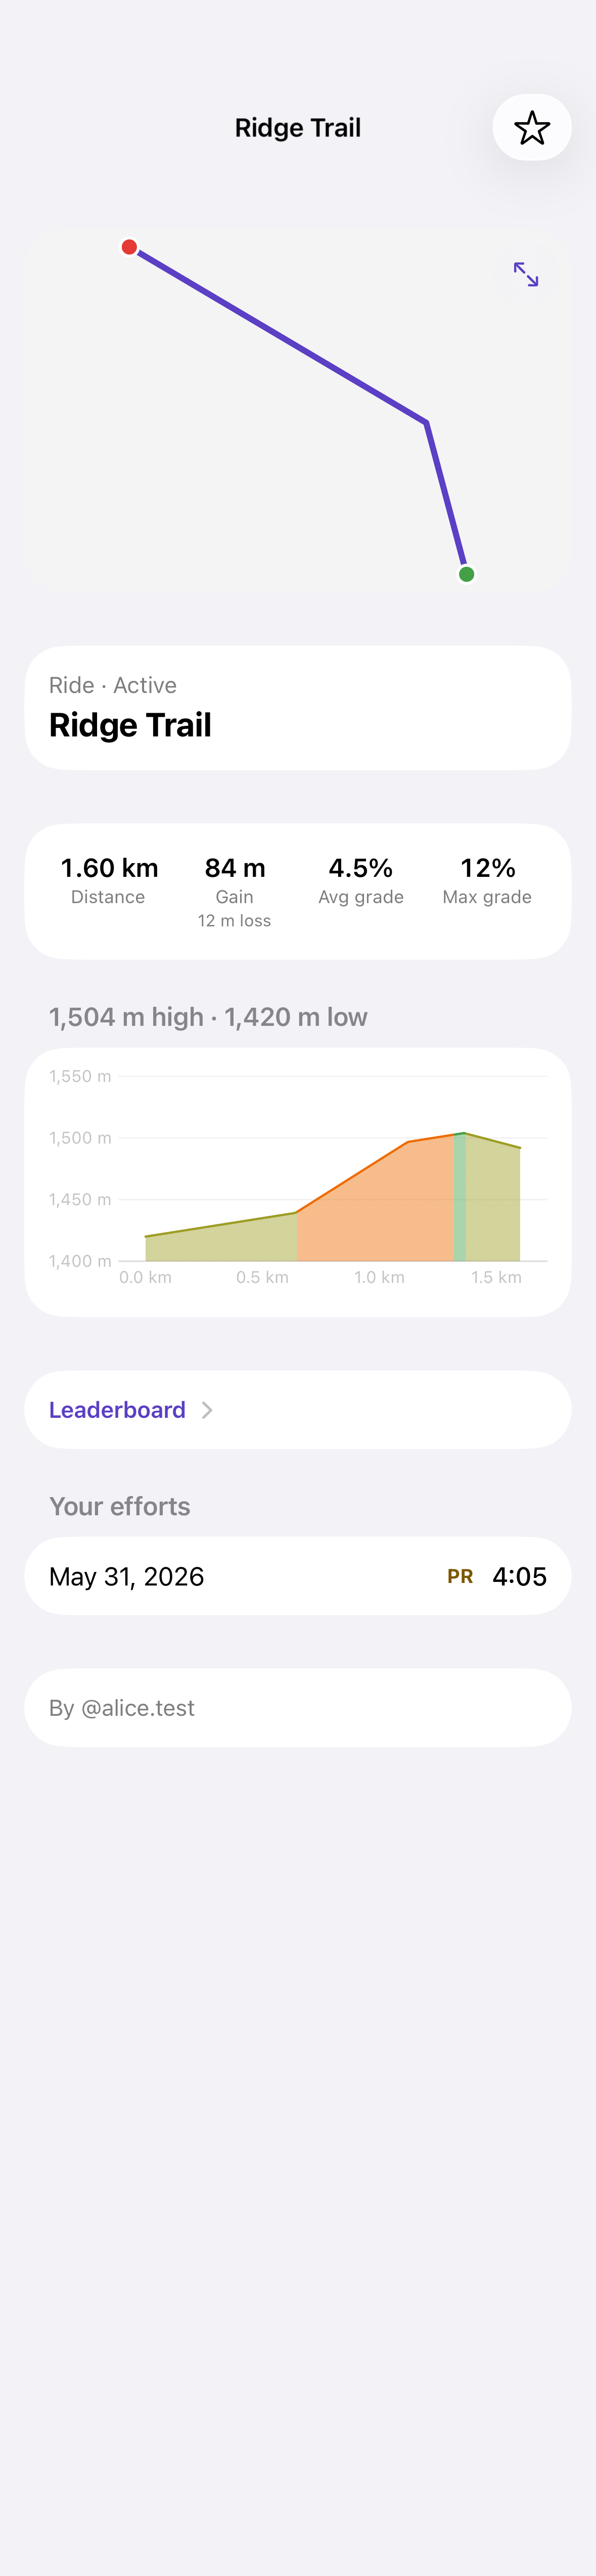 Ridge Trail
Ride · Active
Ridge Trail
1.60 km 84 m 4.5% 12%
Distance Gain Avg grade Max grade
12 m loss
1,504 m high · 1,420 m low
1,550 m
1,500 m
1,450 m
1,400 m
0.0 km 0.5 km 1.0 km 1.5 km
Leaderboard
Your efforts
May 31, 2026 PR 4:05
By @alice.test